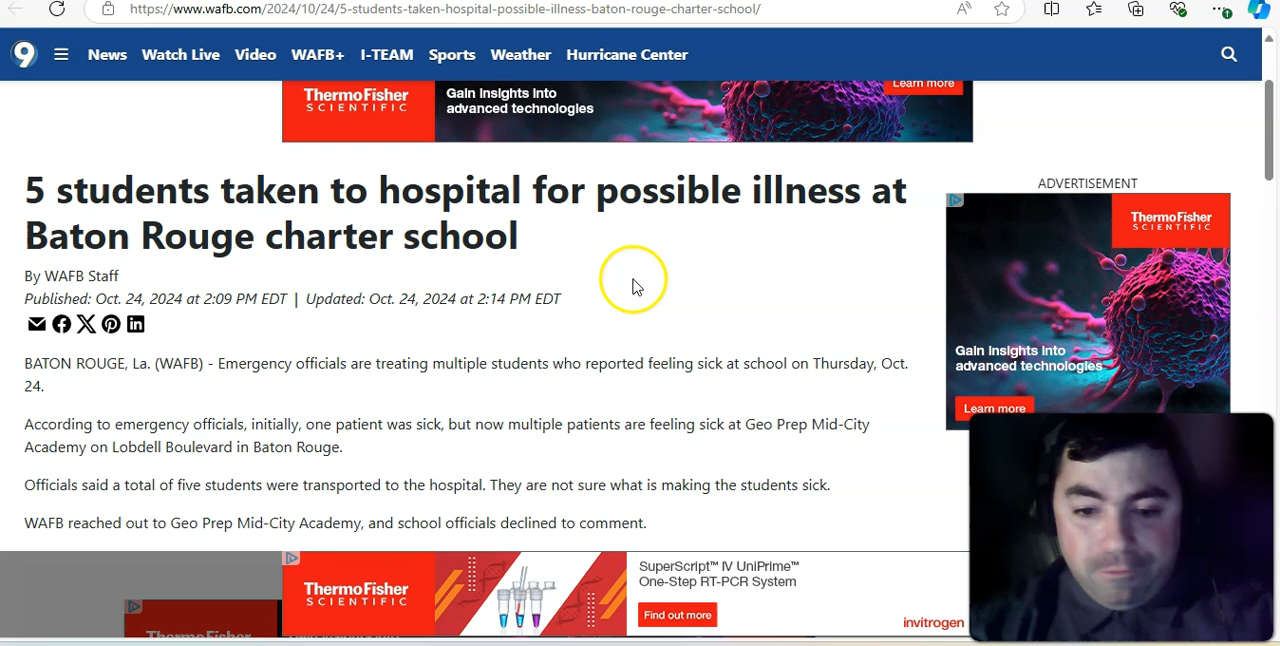 https://www.wafb.com/2024/10/24/5-students-taken-hospital-possible-illness-baton-rouge-charter-school/
9 News Watch Live Video WAFB+ I-TEAM Sports Weather Hurricane Center
ThermoFisher
SCIENTIFIC
Gain insights into
advanced technologies
Learn more
5 students taken to hospital for possible illness at
Baton Rouge charter school
By WAFB Staff
Published: Oct. 24, 2024 at 2:09 PM EDT | Updated: Oct. 24, 2024 at 2:14 PM EDT
BATON ROUGE, La. (WAFB) - Emergency officials are treating multiple students who reported feeling sick at school on Thursday, Oct.
24.
According to emergency officials, initially, one patient was sick, but now multiple patients are feeling sick at Geo Prep Mid-City
Academy on Lobdell Boulevard in Baton Rouge.
Officials said a total of five students were transported to the hospital. They are not sure what is making the students sick.
WAFB reached out to Geo Prep Mid-City Academy, and school officials declined to comment.
ADVERTISEMENT
ThermoFisher
SCIENTIFIC
Gain insights into
advanced technologies
Learn more
ThermoFisher
SCIENTIFIC
SuperScript™ IV UniPrime™
One-Step RT-PCR System
Find out more
invitrogen
ThermoFisher